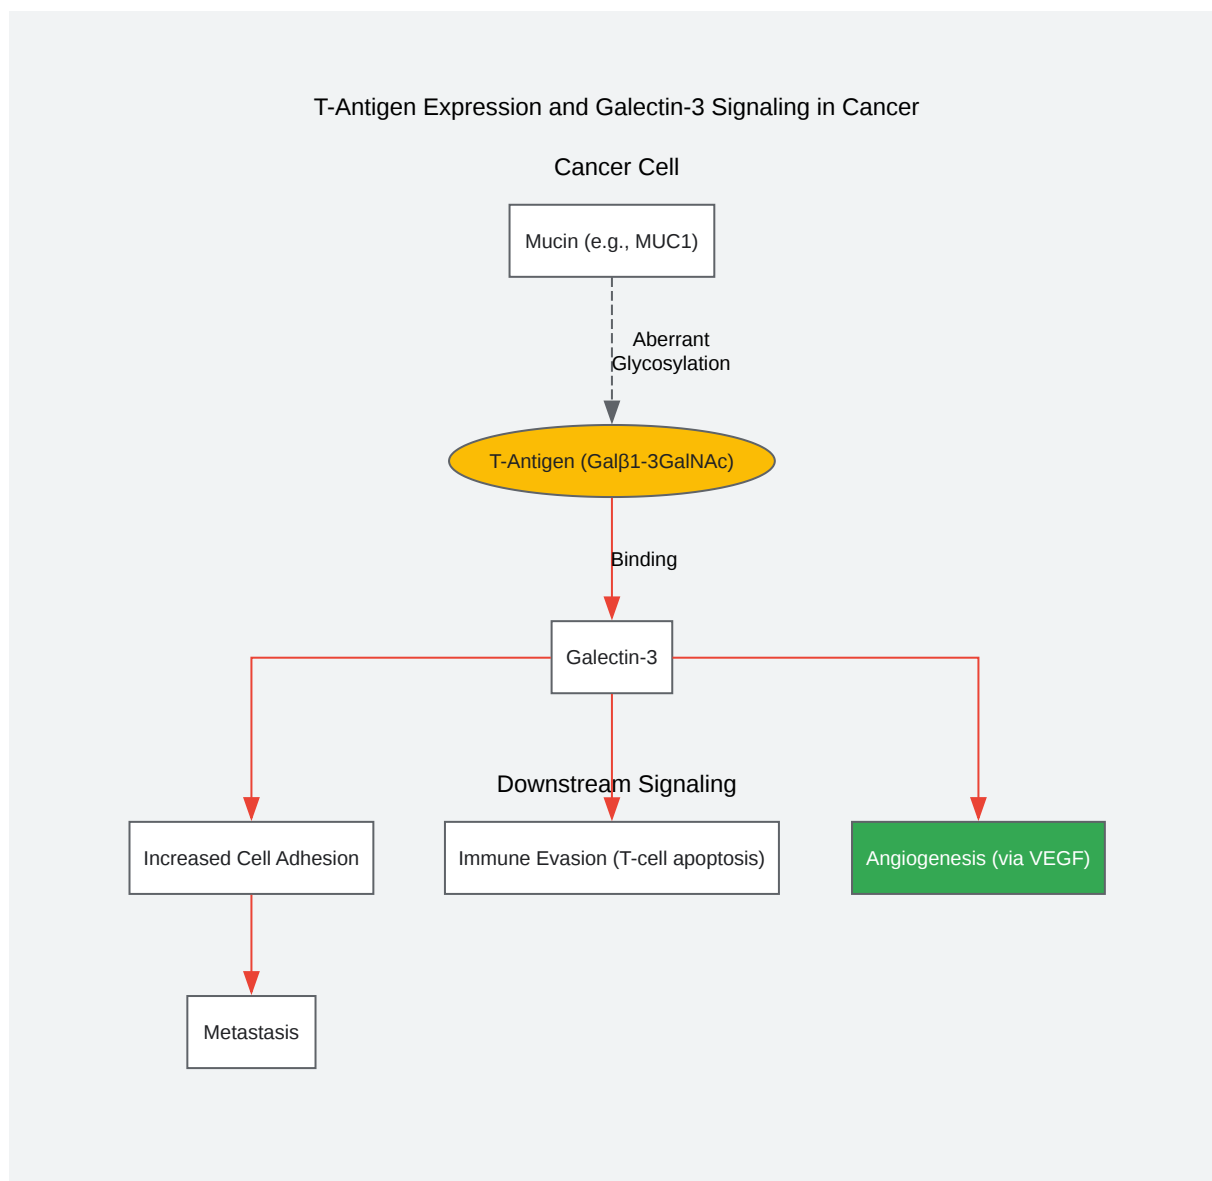 T-Antigen Expression and Galectin-3 Signaling in Cancer
Cancer Cell
Mucin (e.g., MUC1)
Aberrant
Glycosylation
T-Antigen (Galβ1-3GalNAc)
Binding
Galectin-3
Downstream Signaling
Increased Cell Adhesion
Immune Evasion (T-cell apoptosis)
Angiogenesis (via VEGF)
Metastasis